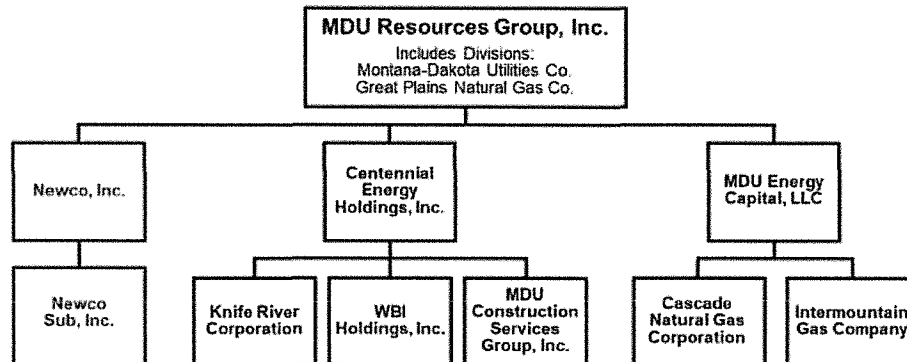 MDU Resources Group, Inc.
Includes Divisions:
Montana-Dakota Utilities Co.
Great Plains Natural Gas Co.
Newco, Inc.
Centennial
Energy
Holdings, Inc.
MDU Energy
Capital, LLC
Newco
Sub, Inc.
Knife River
Corporation
WBI
Holdings, Inc.
MDU
Construction
Services
Group, Inc.
Cascade
Natural Gas
Corporation
Intermountain
Gas Company